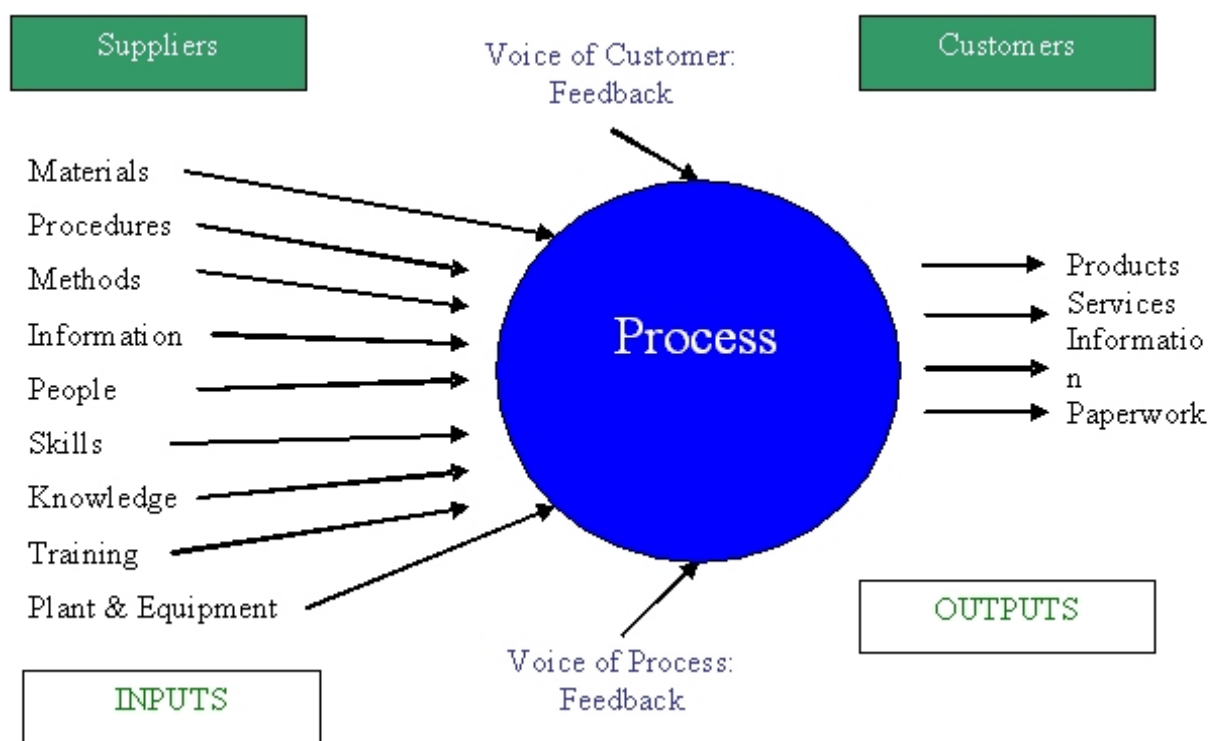 Suppliers
Voice of Customer:
Feedback
Customers
Materials
Procedures
Methods
Information
People
Skills
Knowledge
Training
Plant & Equipment
Process
Products
Services
Informatio
n
Paperwork
INPUTS
Voice of Process:
Feedback
OUTPUTS